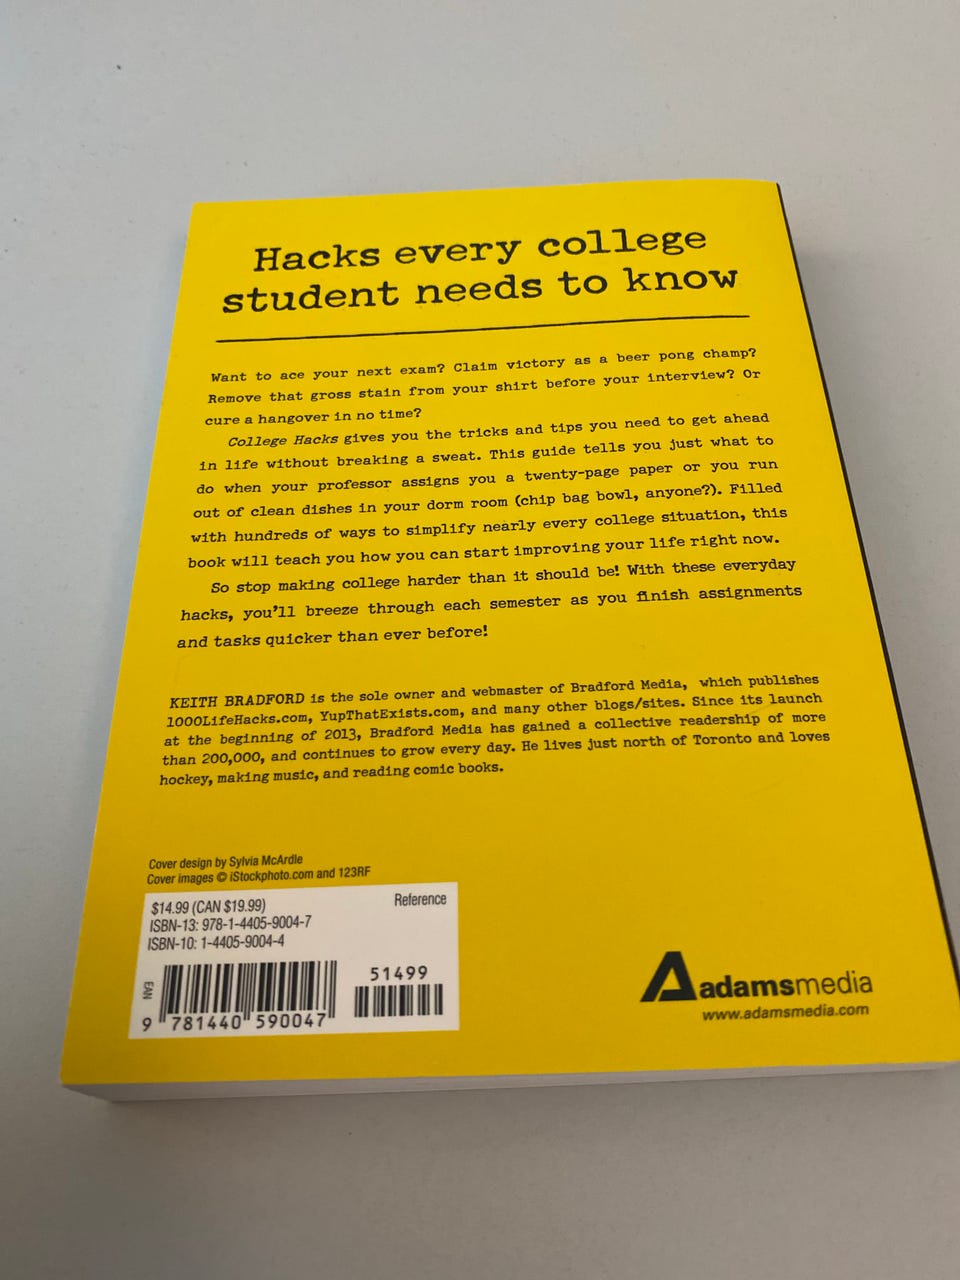 Hacks every college
student needs to know
Want to ace your next exam? Claim victory as a beer pong champ?
Remove that gross stain from your shirt before your interview? Or
cure a hangover in no time?
College Hacks gives you the tricks and tips you need to get ahead
in life without breaking a sweat. This guide tells you just what to
do when your professor assigns you a twenty-page paper or you run
out of clean dishes in your dorm room (chip bag bowl, anyone?). Filled
with hundreds of ways to simplify nearly every college situation, this
book will teach you how you can start improving your life right now.
So stop making college harder than it should be! With these everyday
hacks, you'll breeze through each semester as you finish assignments
and tasks quicker than ever before!
KEITH BRADFORD is the sole owner and webmaster of Bradford Media, which publishes
1000LifeHacks.com, YupThatExists.com, and many other blogs/sites. Since its launch
at the beginning of 2013, Bradford Media has gained a collective readership of more
than 200,000, and continues to grow every day. He lives just north of Toronto and loves
hockey, making music, and reading comic books.
Cover design by Sylvia McArdle
Cover images © iStockphoto.com and 123RF
$14.99 (CAN $19.99) Reference
ISBN-13: 978-1-4405-9004-7
ISBN-10: 1-4405-9004-4
51499
EAN
9 781440 590047
adamsmedia
www.adamsmedia.com